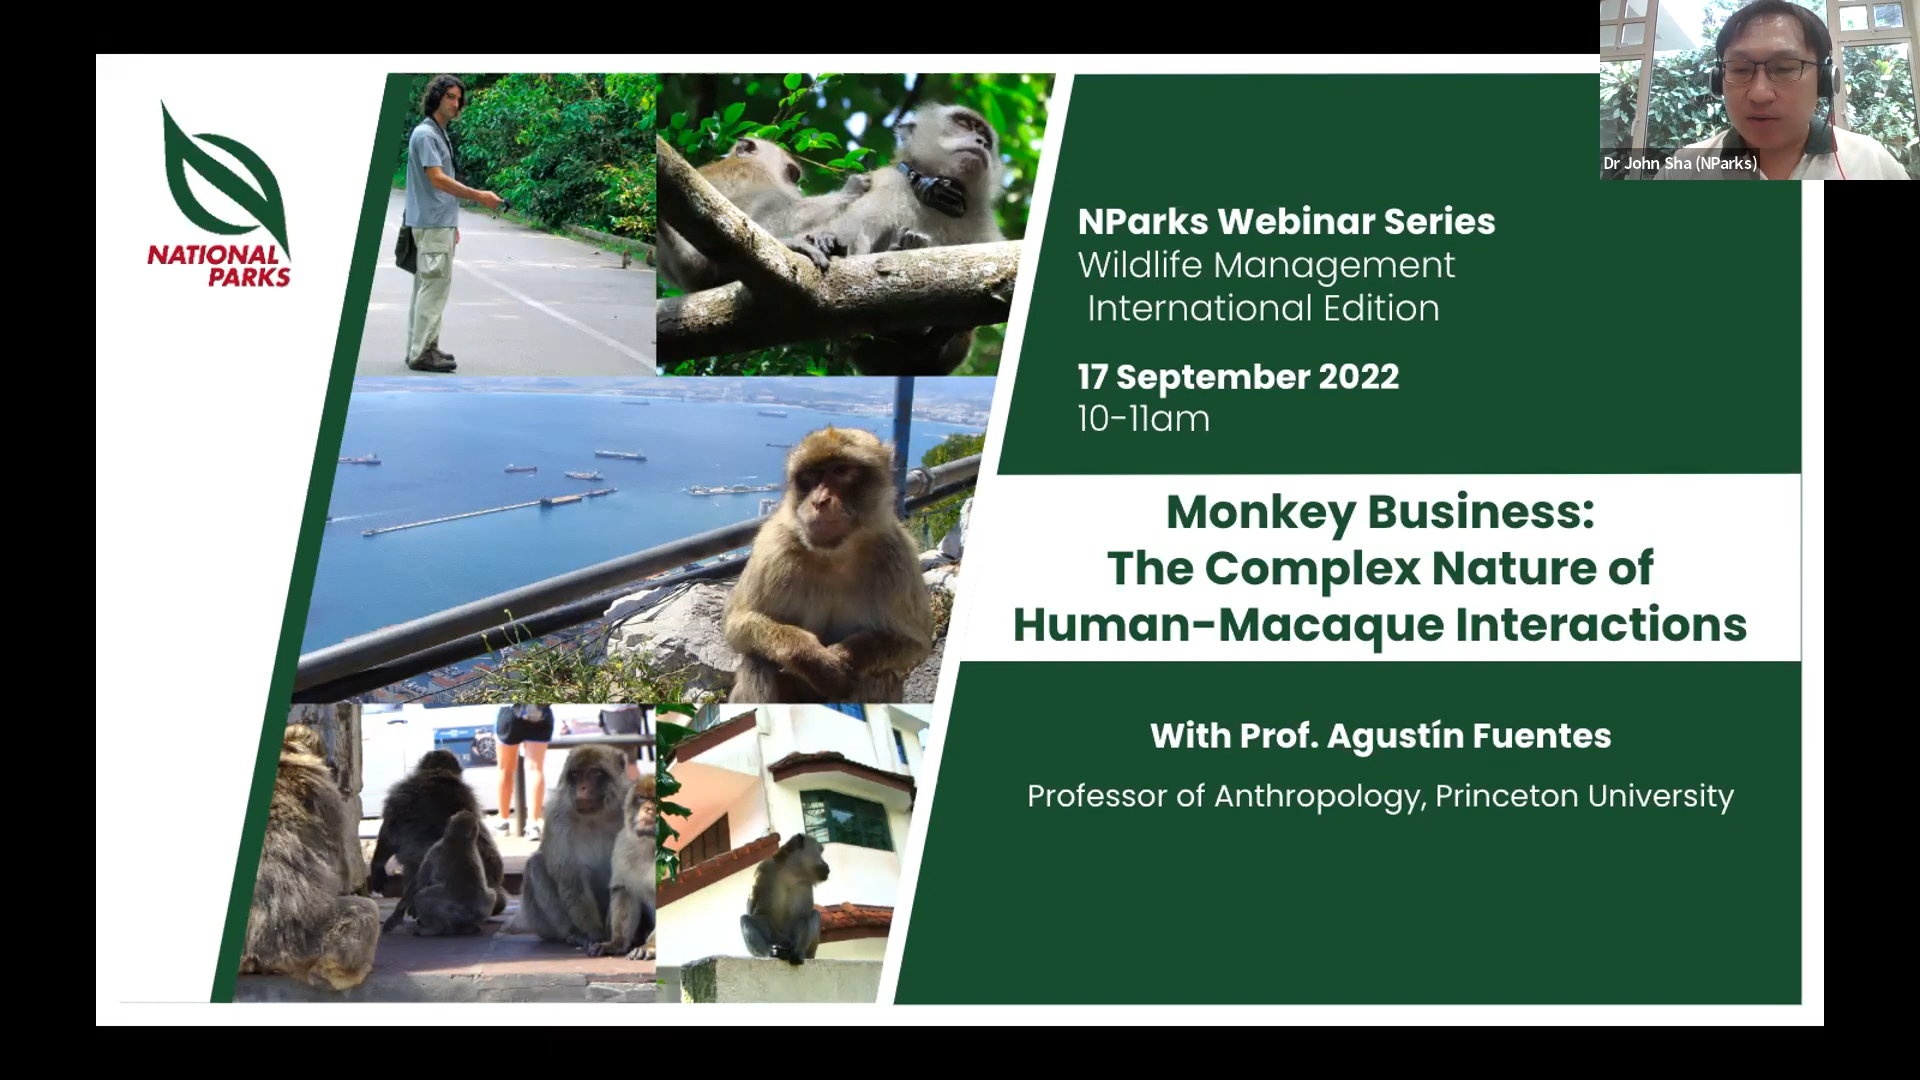 NATIONAL
PARKS
NParks Webinar Series
Wildlife Management
International Edition
17 September 2022
10-11am
Monkey Business:
The Complex Nature of
Human-Macaque Interactions
With Prof. Agustín Fuentes
Professor of Anthropology, Princeton University
Dr John Sha (NParks)